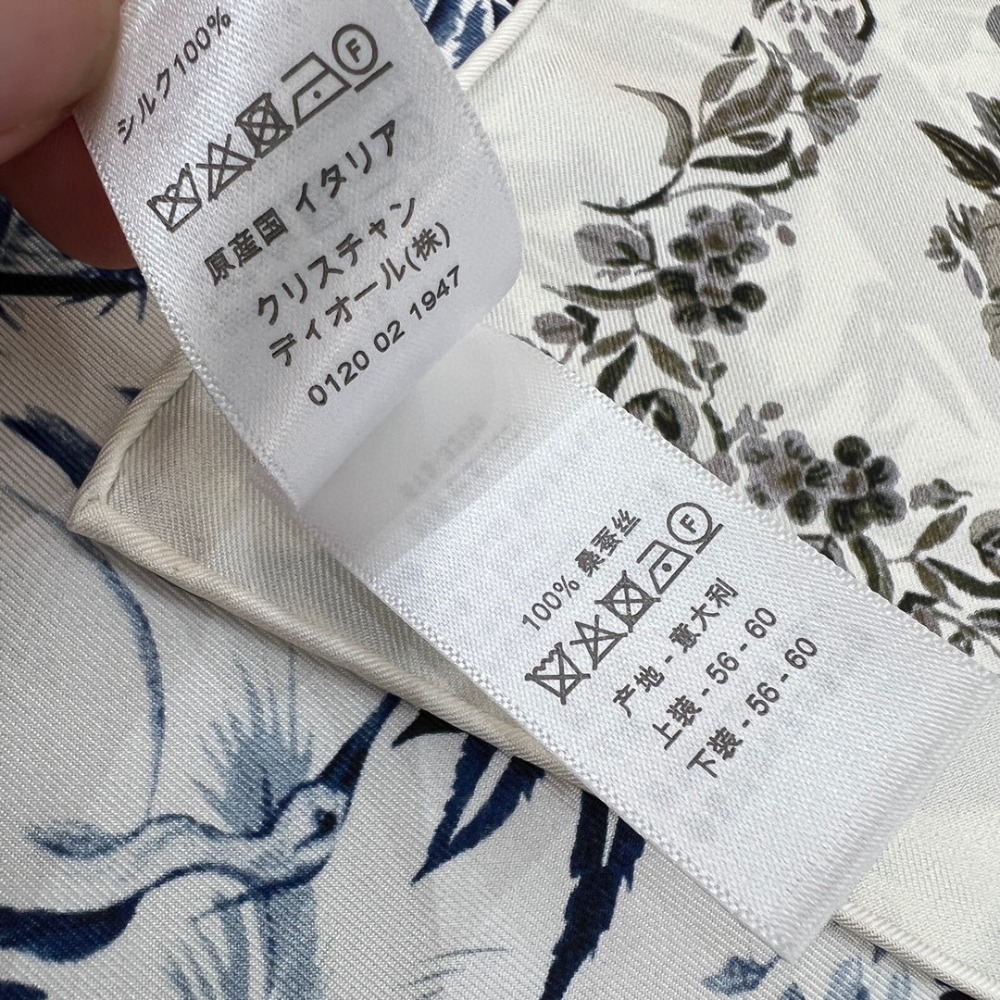 シルク100%
F
原産国 イタリア
クリスチャン
ディオール(株)
0120 02 1947
100% 桑蚕丝
F
产地 - 意大利
上装 - 56 - 60
下装 - 56 - 60